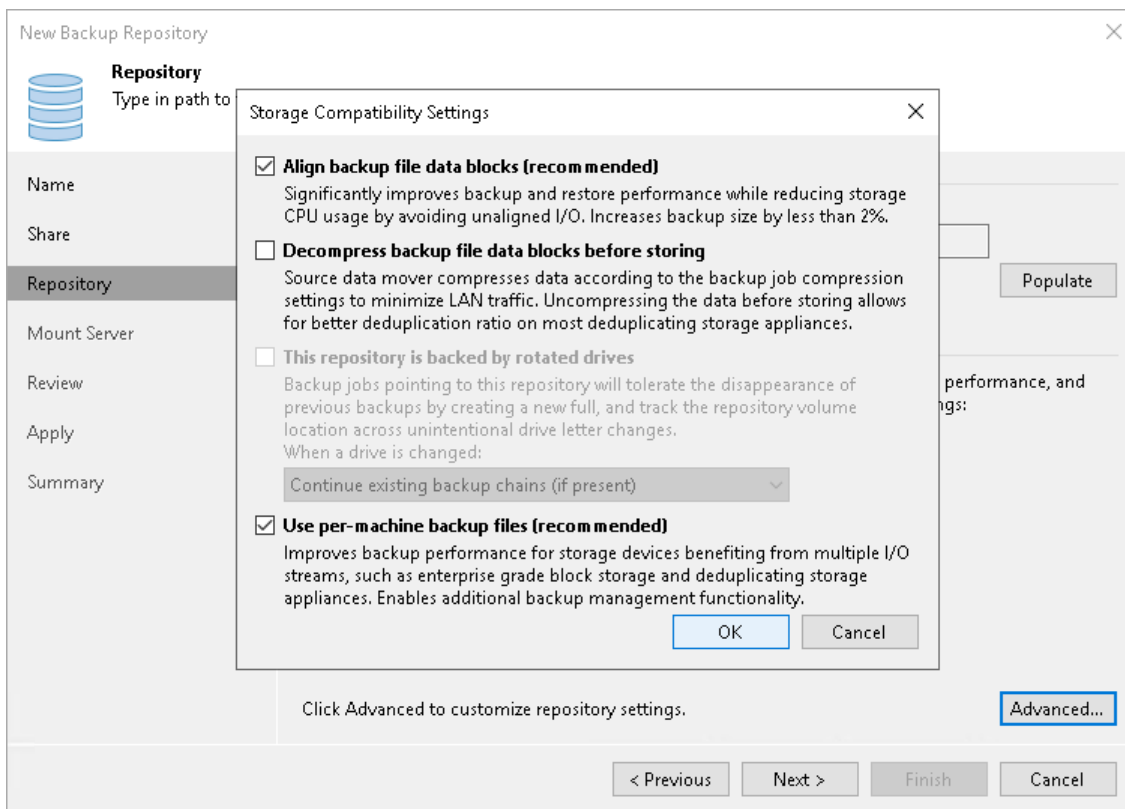 New Backup Repository
Repository
Type in path to
Storage Compatibility Settings
Align backup file data blocks (recommended)
Significantly improves backup and restore performance while reducing storage
CPU usage by avoiding unaligned I/O. Increases backup size by less than 2%.
Decompress backup file data blocks before storing
Source data mover compresses data according to the backup job compression
settings to minimize LAN traffic. Uncompressing the data before storing allows
for better deduplication ratio on most deduplicating storage appliances.
This repository is backed by rotated drives
Backup jobs pointing to this repository will tolerate the disappearance of
previous backups by creating a new full, and track the repository volume
location across unintentional drive letter changes.
When a drive is changed:
Continue existing backup chains (if present)
Use per-machine backup files (recommended)
Improves backup performance for storage devices benefiting from multiple I/O
streams, such as enterprise grade block storage and deduplicating storage
appliances. Enables additional backup management functionality.
OK
Cancel
Name
Share
Repository
Mount Server
Review
Apply
Summary
Populate
performance, and
ngs:
Click Advanced to customize repository settings.
Advanced...
< Previous
Next >
Finish
Cancel